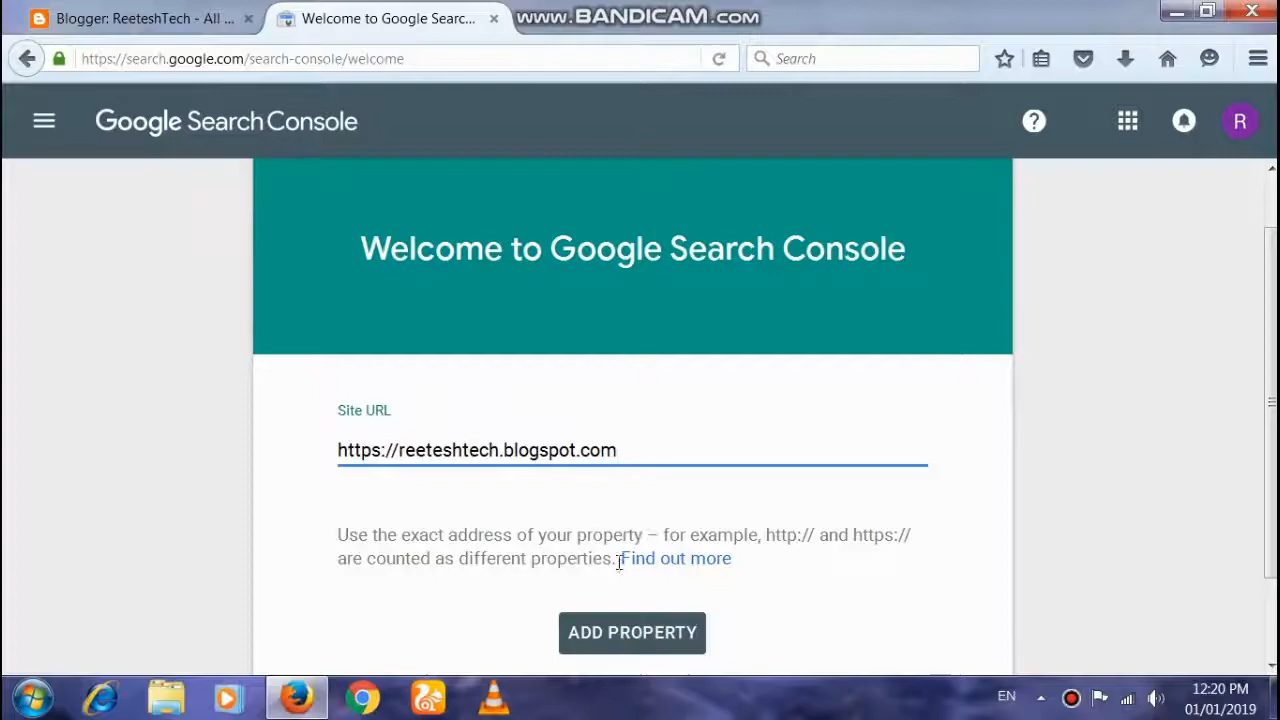 Blogger: ReeteshTech - All ...
Welcome to Google Searc...
www.BANDICAM.com
https://search.google.com/search-console/welcome
Search
Google Search Console
R
Welcome to Google Search Console
Site URL
https://reeteshtech.blogspot.com
Use the exact address of your property – for example, http:// and https://
are counted as different properties. Find out more
ADD PROPERTY
EN
12:20 PM
01/01/2019